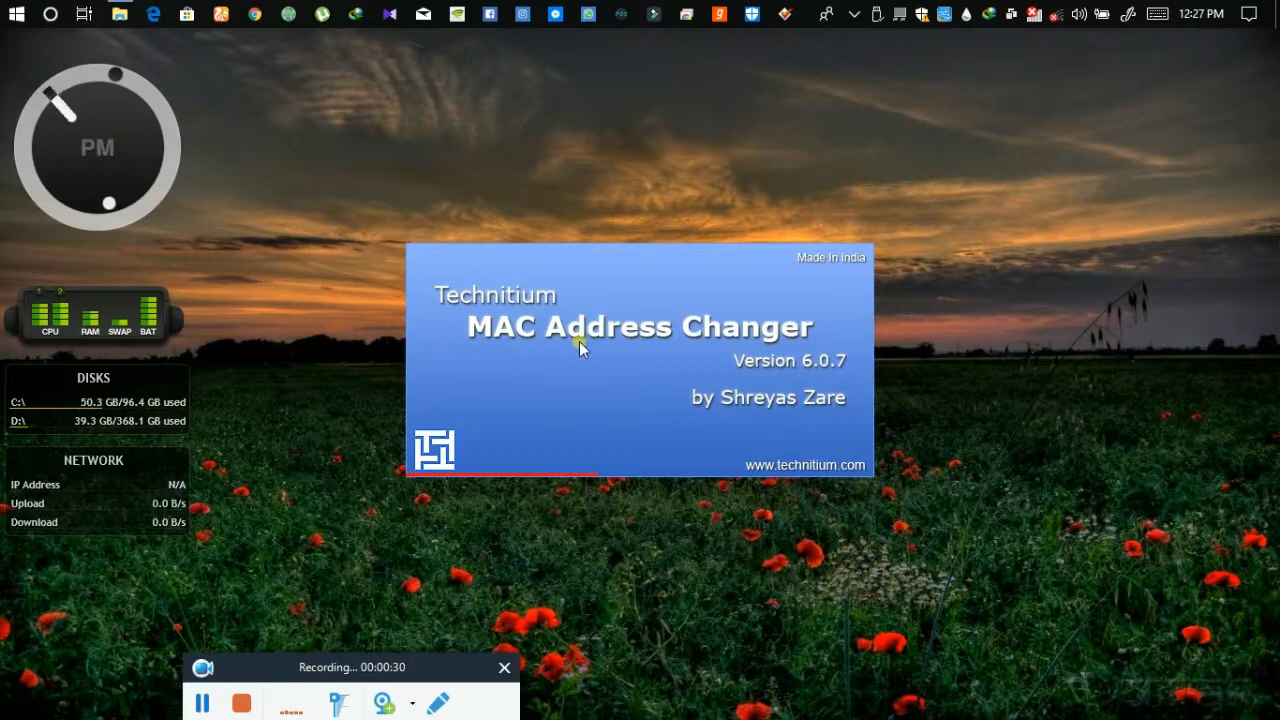 12:27 PM
PM
CPU RAM SWAP BAT
DISKS
C:\ 50.3 GB/96.4 GB used
D:\ 39.3 GB/368.1 GB used
NETWORK
IP Address N/A
Upload 0.0 B/s
Download 0.0 B/s
Made In India
Technitium
MAC Address Changer
Version 6.0.7
by Shreyas Zare
www.technitium.com
Recording... 00:00:30